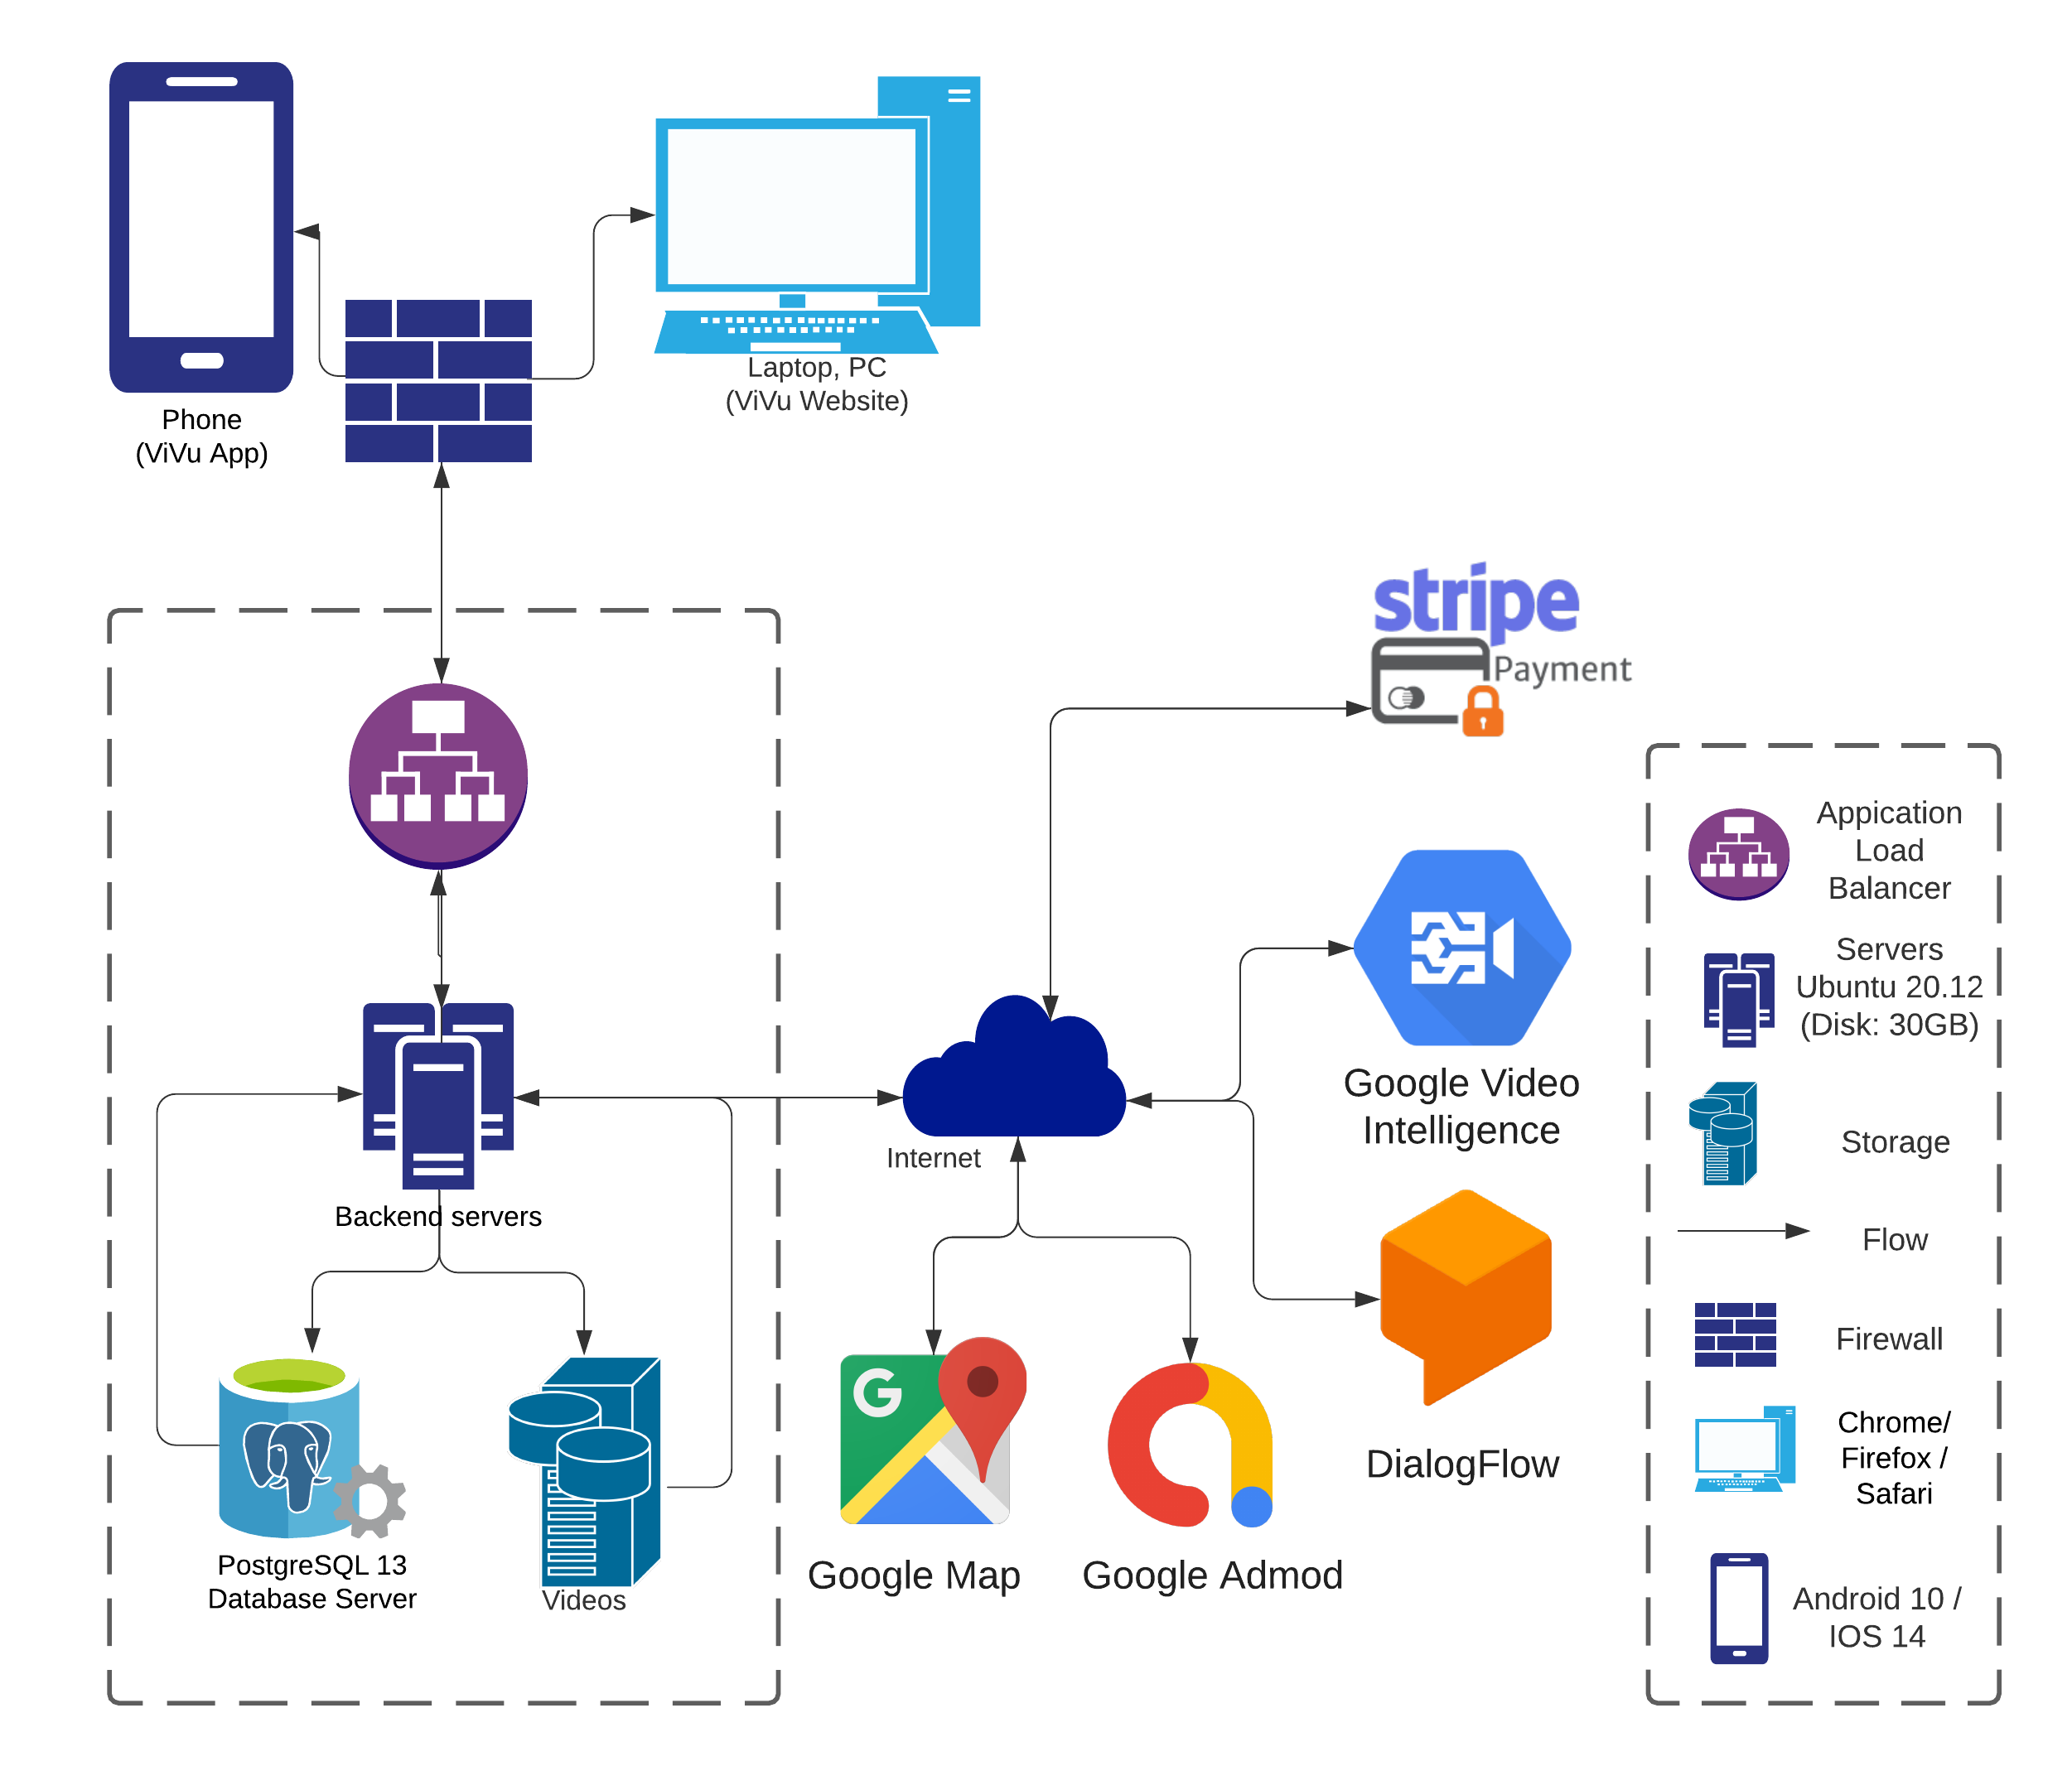 Phone
(ViVu App)
Laptop, PC
(ViVu Website)
stripe
Payment
Google Video
Intelligence
Internet
Backend servers
DialogFlow
G
Google Map
Google Admod
PostgreSQL 13
Database Server
Videos
Appication
Load
Balancer
Servers
Ubuntu 20.12
(Disk: 30GB)
Storage
Flow
Firewall
Chrome/
Firefox /
Safari
Android 10 /
IOS 14